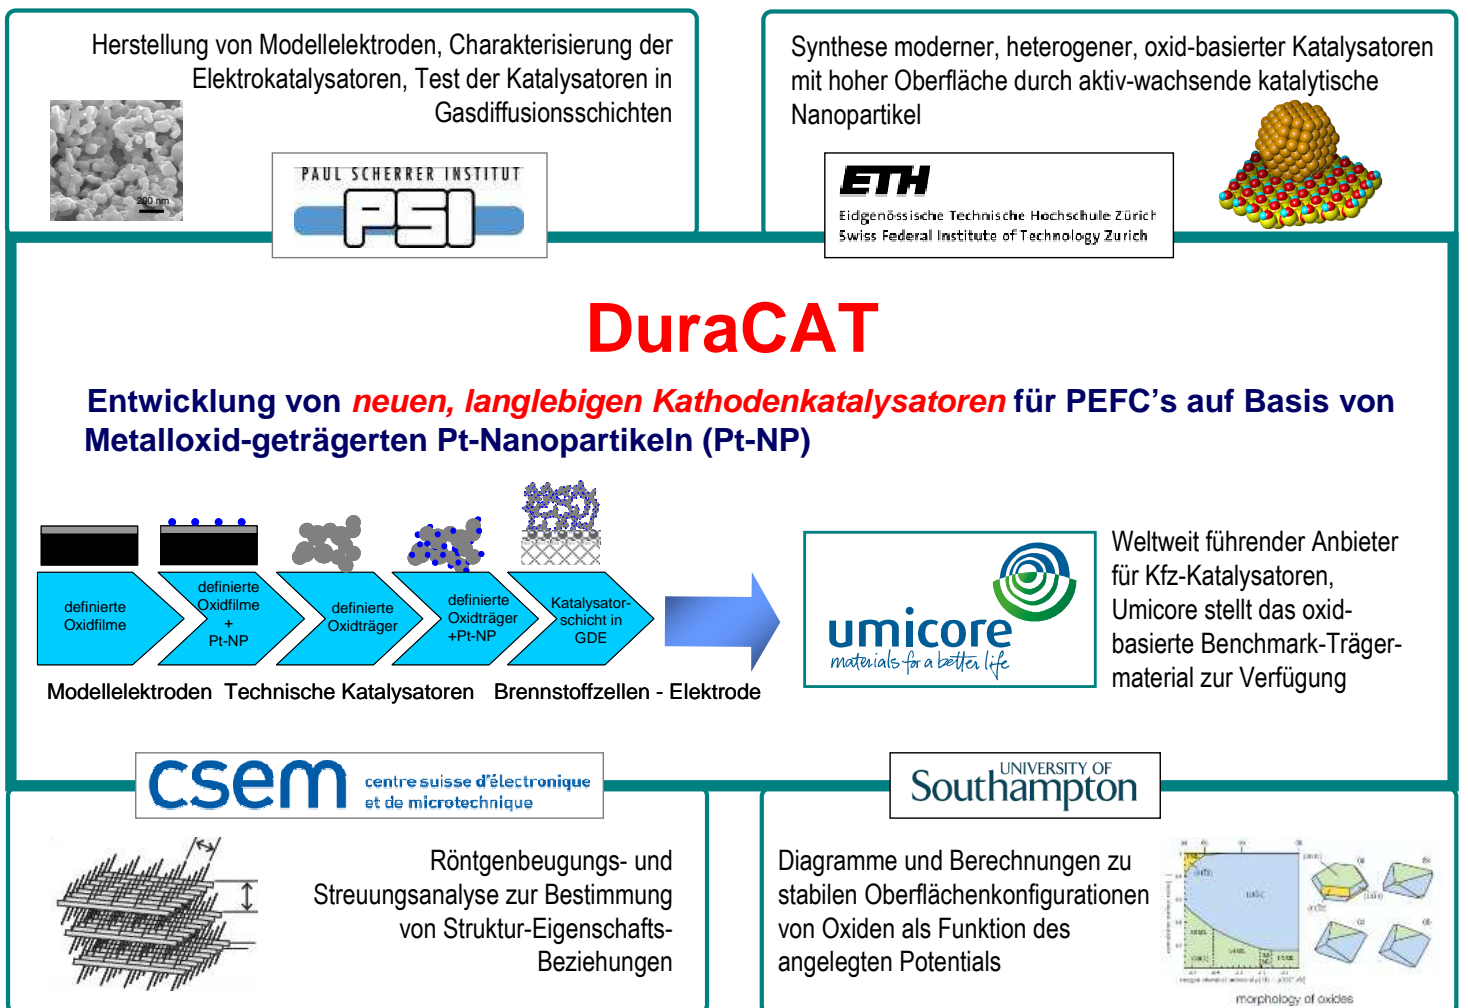 Herstellung von Modellelektroden, Charakterisierung der
Elektrokatalysatoren, Test der Katalysatoren in
Gasdiffusionsschichten
200 nm
PAUL SCHERRER INSTITUT
PSI
Synthese moderner, heterogener, oxid-basierter Katalysatoren
mit hoher Oberfläche durch aktiv-wachsende katalytische
Nanopartikel
ETH
Eidgenössische Technische Hochschule Zürich
Swiss Federal Institute of Technology Zurich
DuraCAT
Entwicklung von neuen, langlebigen Kathodenkatalysatoren für PEFC's auf Basis von
Metalloxid-geträgerten Pt-Nanopartikeln (Pt-NP)
definierte
Oxidfilme
definierte
Oxidfilme
+
Pt-NP
definierte
Oxidträger
definierte
Oxidträger
+Pt-NP
Katalysator-
schicht in
GDE
Modellelektroden Technische Katalysatoren Brennstoffzellen - Elektrode
umicore
materials for a better life
Weltweit führender Anbieter
für Kfz-Katalysatoren,
Umicore stellt das oxid-
basierte Benchmark-Träger-
material zur Verfügung
csem
centre suisse d'électronique
et de microtechnique
Röntgenbeugungs- und
Streuungsanalyse zur Bestimmung
von Struktur-Eigenschafts-
Beziehungen
UNIVERSITY OF
Southampton
Diagramme und Berechnungen zu
stabilen Oberflächenkonfigurationen
von Oxiden als Funktion des
angelegten Potentials
morphology of oxides